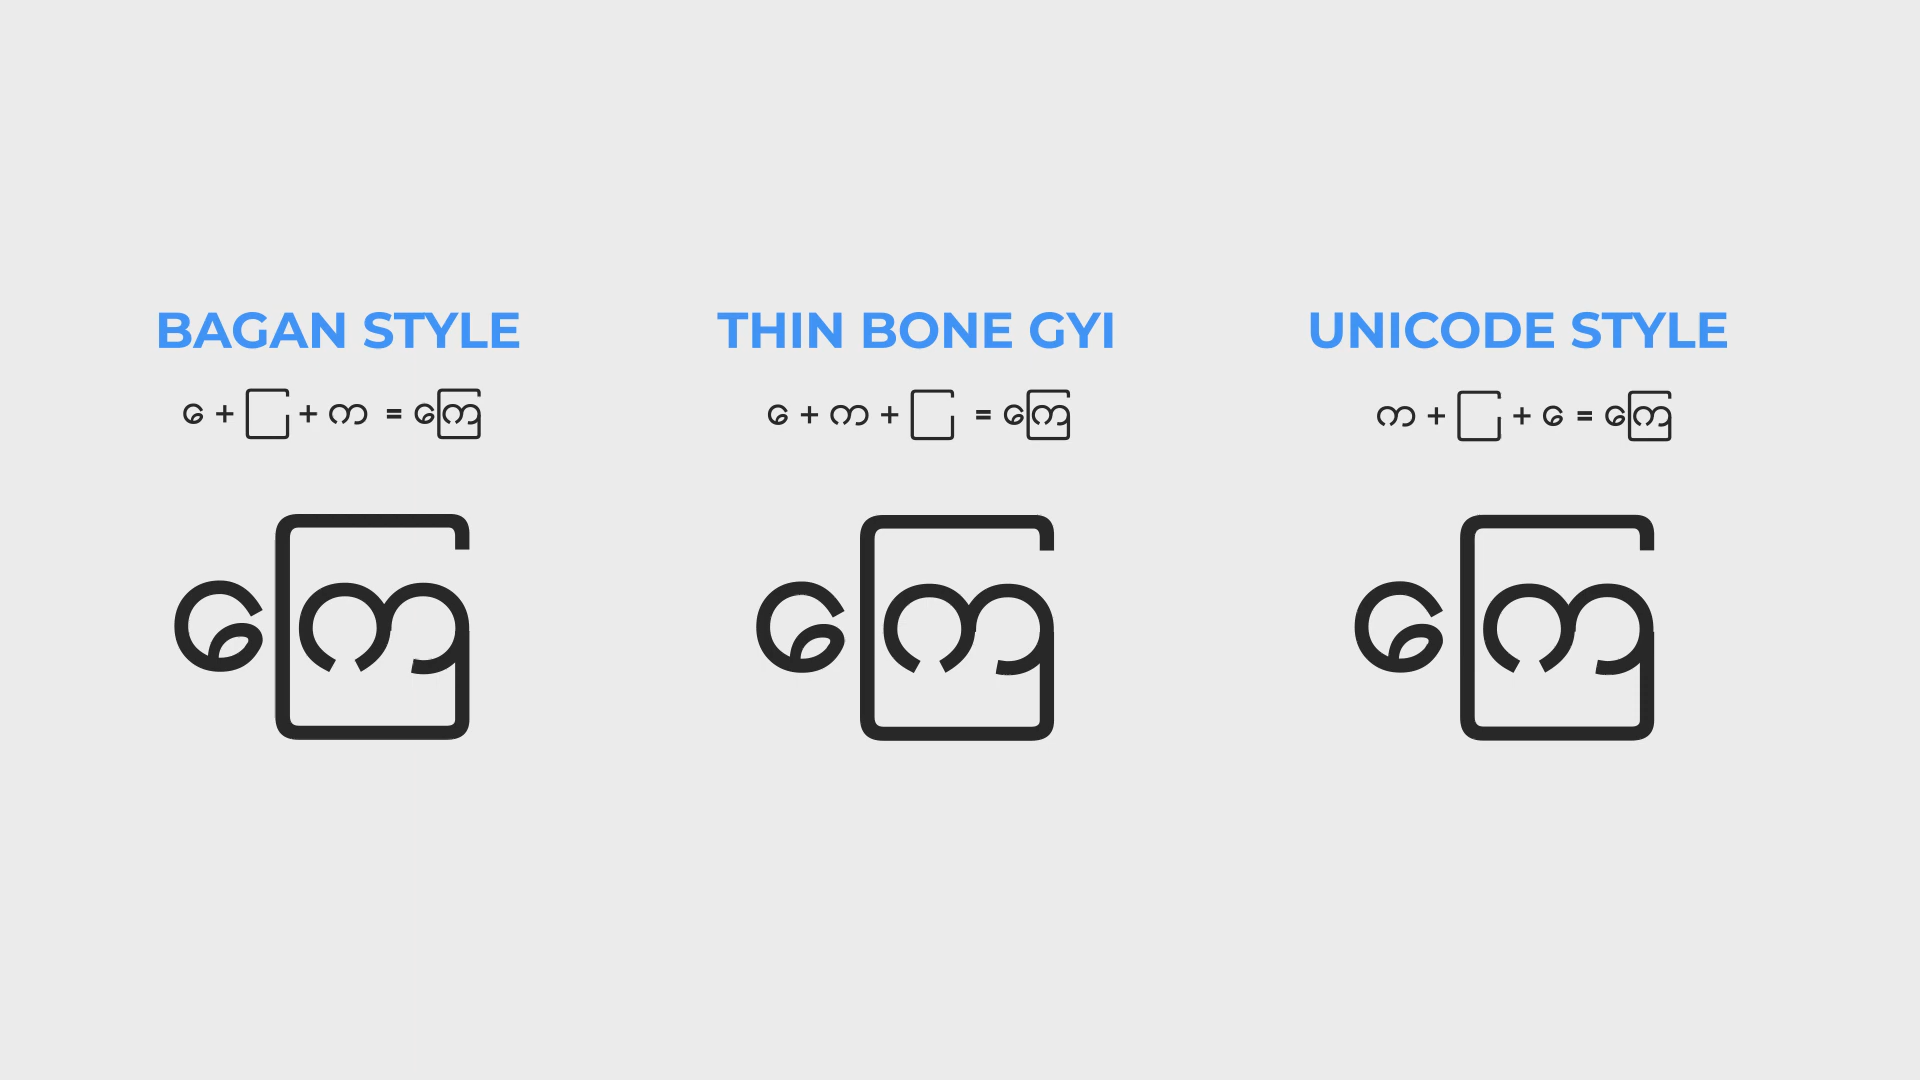 BAGAN STYLE
ေ + ြ + က = ကြေ
ကြေ
THIN BONE GYI
ေ + က + ြ = ကြေ
ကြေ
UNICODE STYLE
က + ြ + ေ = ကြေ
ကြေ